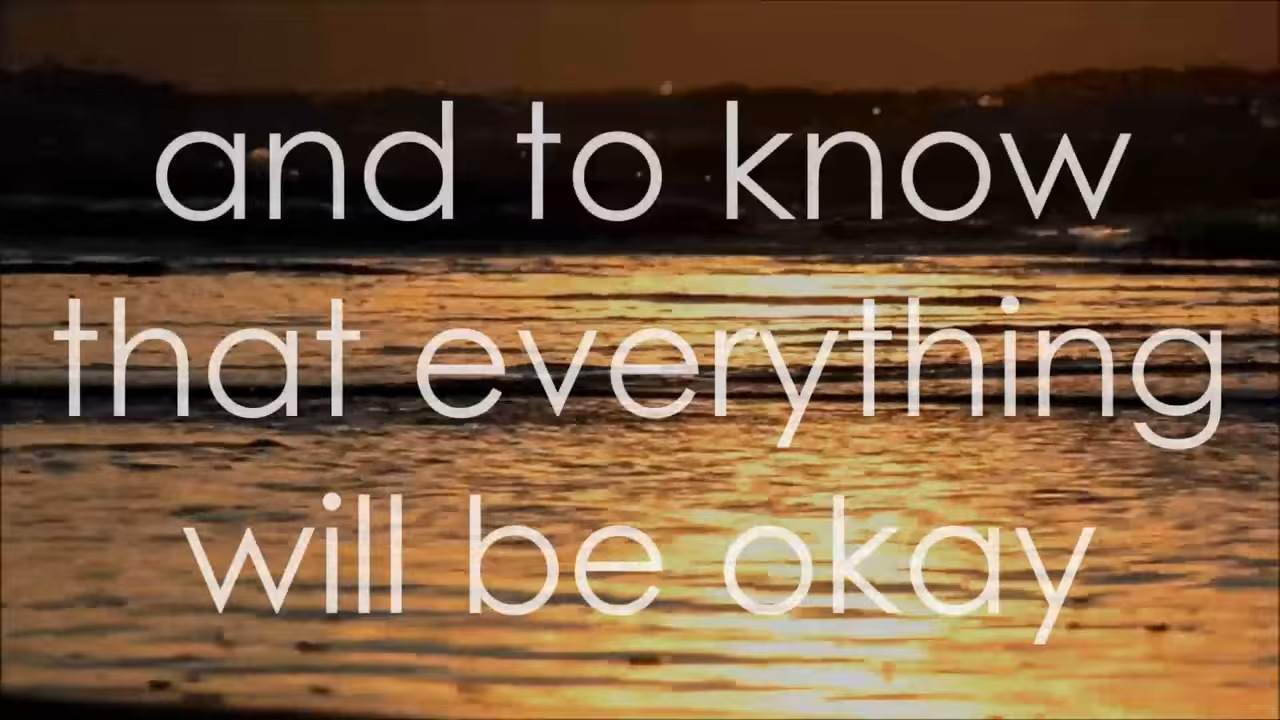 and to know
that everything
will be okay